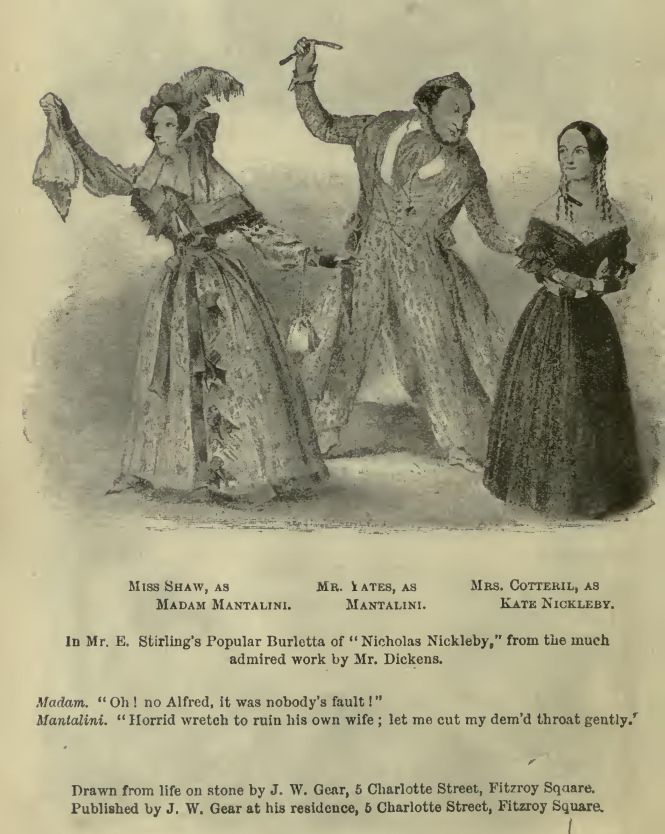 Miss Shaw, as Mr. Yates, as Mrs. Cotteril, as
Madam Mantalini. Mantalini. Kate Nickleby.
In Mr. E. Stirling's Popular Burletta of "Nicholas Nickleby," from the much
admired work by Mr. Dickens.
Madam. "Oh! no Alfred, it was nobody's fault!"
Mantalini. "Horrid wretch to ruin his own wife; let me cut my dem'd throat gently."
Drawn from life on stone by J. W. Gear, 5 Charlotte Street, Fitzroy Square.
Published by J. W. Gear at his residence, 5 Charlotte Street, Fitzroy Square.